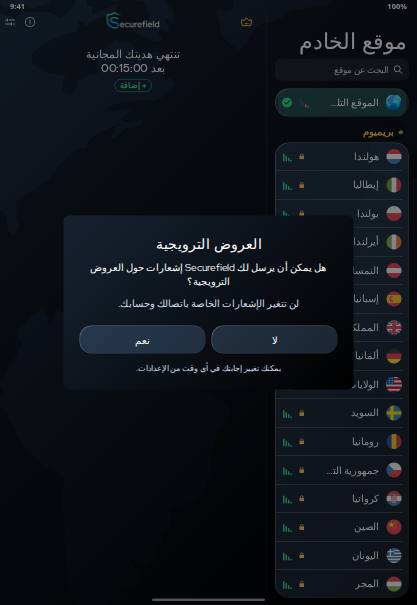 9:41
100%
Securefield
موقع الخادم
البحث عن موقع
الموقع التل...
بريميوم
هولندا
إيطاليا
بولندا
أيرلندا
النمسا
إسبانيا
المملكة
ألمانيا
الولايات
السويد
رومانيا
جمهورية الت...
كرواتيا
الصين
اليونان
المجر
تنتهي هديتك المجانية
بعد 00:15:00
+ إضافة
العروض الترويجية
هل يمكن أن يرسل لك Securefield إشعارات حول العروض
الترويجية؟
لن تتغير الإشعارات الخاصة باتصالك وحسابك.
لا
نعم
يمكنك تغيير إجابتك في أي وقت من الإعدادات.